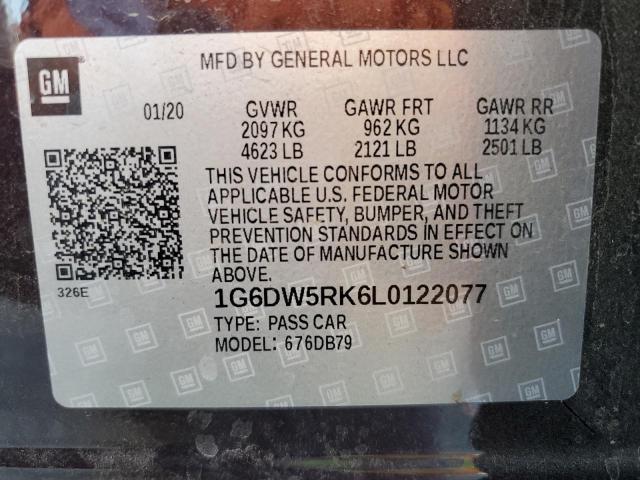 GM
MFD BY GENERAL MOTORS LLC
01/20 GVWR GAWR FRT GAWR RR
2097 KG 962 KG 1134 KG
4623 LB 2121 LB 2501 LB
THIS VEHICLE CONFORMS TO ALL
APPLICABLE U.S. FEDERAL MOTOR
VEHICLE SAFETY, BUMPER, AND THEFT
PREVENTION STANDARDS IN EFFECT ON
THE DATE OF MANUFACTURE SHOWN
ABOVE.
326E
1G6DW5RK6L0122077
TYPE: PASS CAR
MODEL: 676DB79